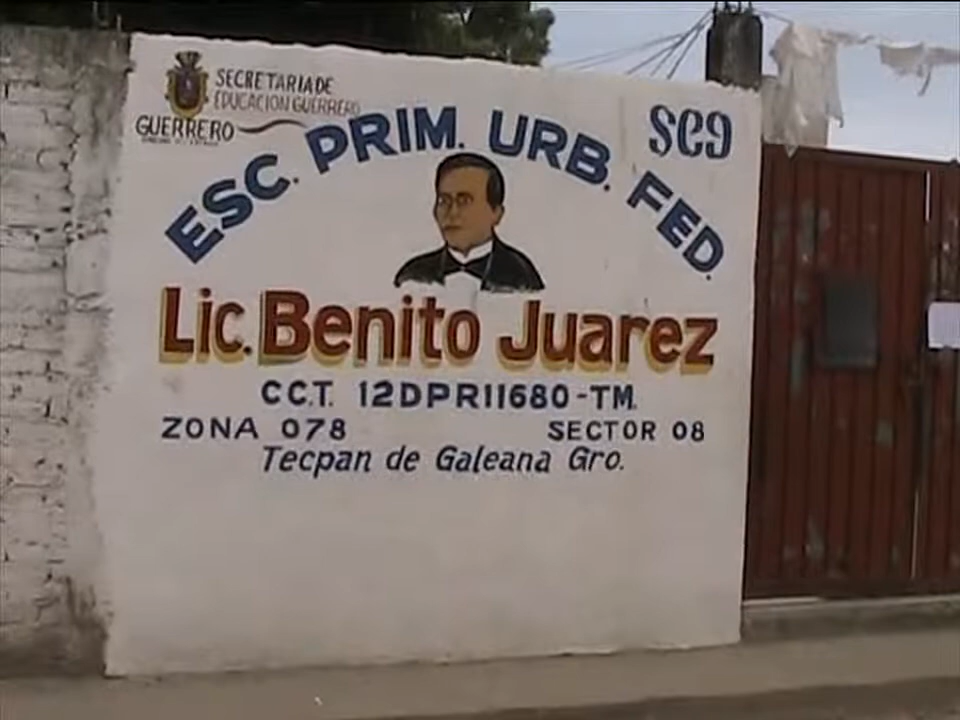 SECRETARIA DE
EDUCACION GUERRERO
GUERRERO
seg
ESC. PRIM. URB. FED.
Lic. Benito Juarez
C.C.T. 12DPR11680-TM.
ZONA 078 SECTOR 08
Tecpan de Galeana Gro.